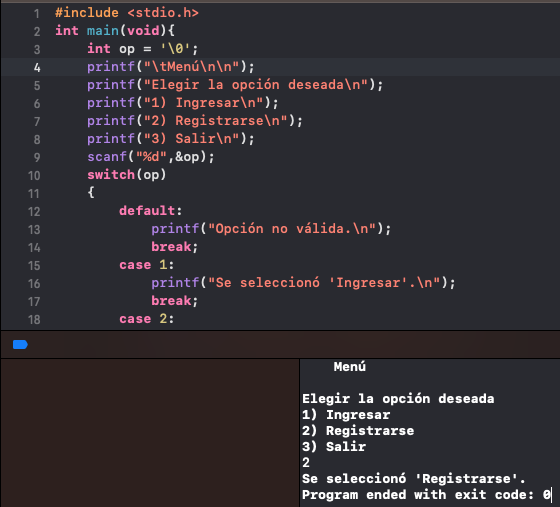 1 #include <stdio.h>
2 int main(void){
3     int op = '\0';
4     printf("\tMenú\n\n");
5     printf("Elegir la opción deseada\n");
6     printf("1) Ingresar\n");
7     printf("2) Registrarse\n");
8     printf("3) Salir\n");
9     scanf("%d",&op);
10     switch(op)
11     {
12         default:
13             printf("Opción no válida.\n");
14             break;
15         case 1:
16             printf("Se seleccionó 'Ingresar'.\n");
17             break;
18         case 2:
Menú
Elegir la opción deseada
1) Ingresar
2) Registrarse
3) Salir
2
Se seleccionó 'Registrarse'.
Program ended with exit code: 0